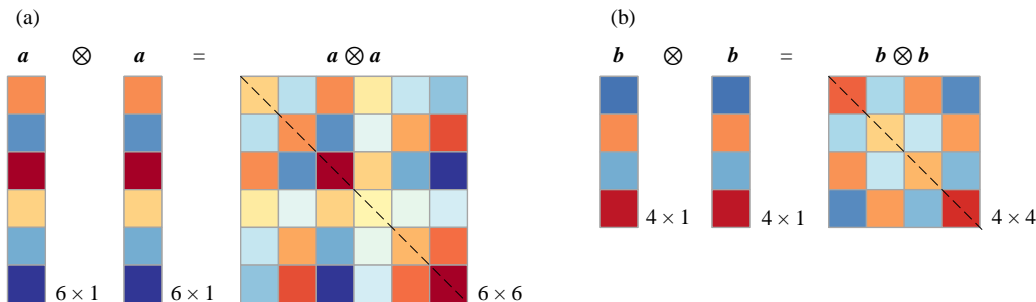 (a)
a ⊗ a = a ⊗ a
6 × 1
6 × 1
6 × 6
(b)
b ⊗ b = b ⊗ b
4 × 1
4 × 1
4 × 4